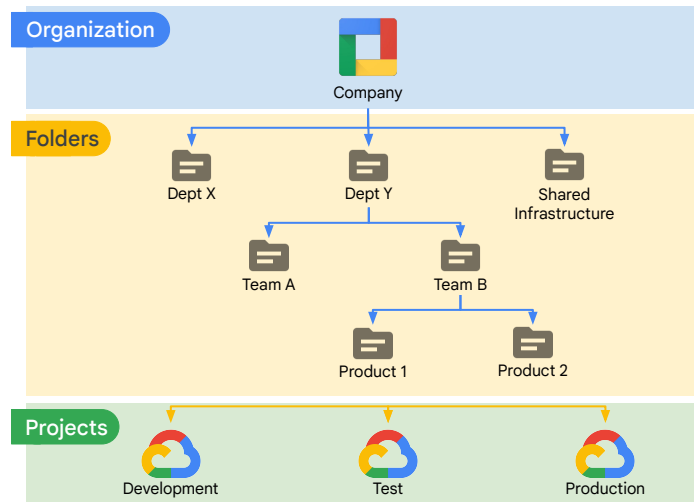 Organization
Company
Folders
Dept X
Dept Y
Shared
Infrastructure
Team A
Team B
Product 1
Product 2
Projects
Development
Test
Production